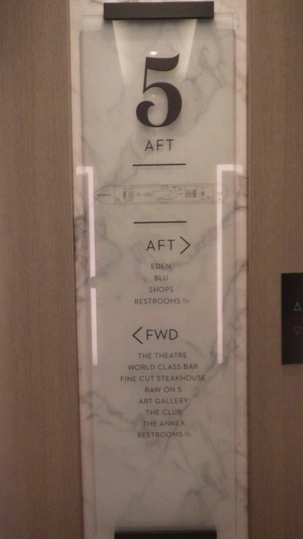 5
AFT
AFT >
EDEN
BLU
SHOPS
RESTROOMS
< FWD
THE THEATRE
WORLD CLASS BAR
FINE CUT STEAKHOUSE
RAW ON 5
ART GALLERY
THE CLUB
THE ANNEX
RESTROOMS